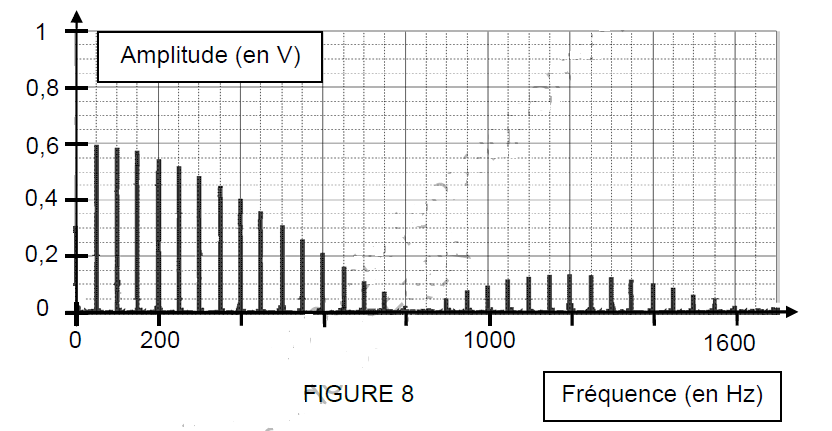 1
Amplitude (en V)
0,8
0,6
0,4
0,2
0
0 200 1000 1600
FIGURE 8
Fréquence (en Hz)